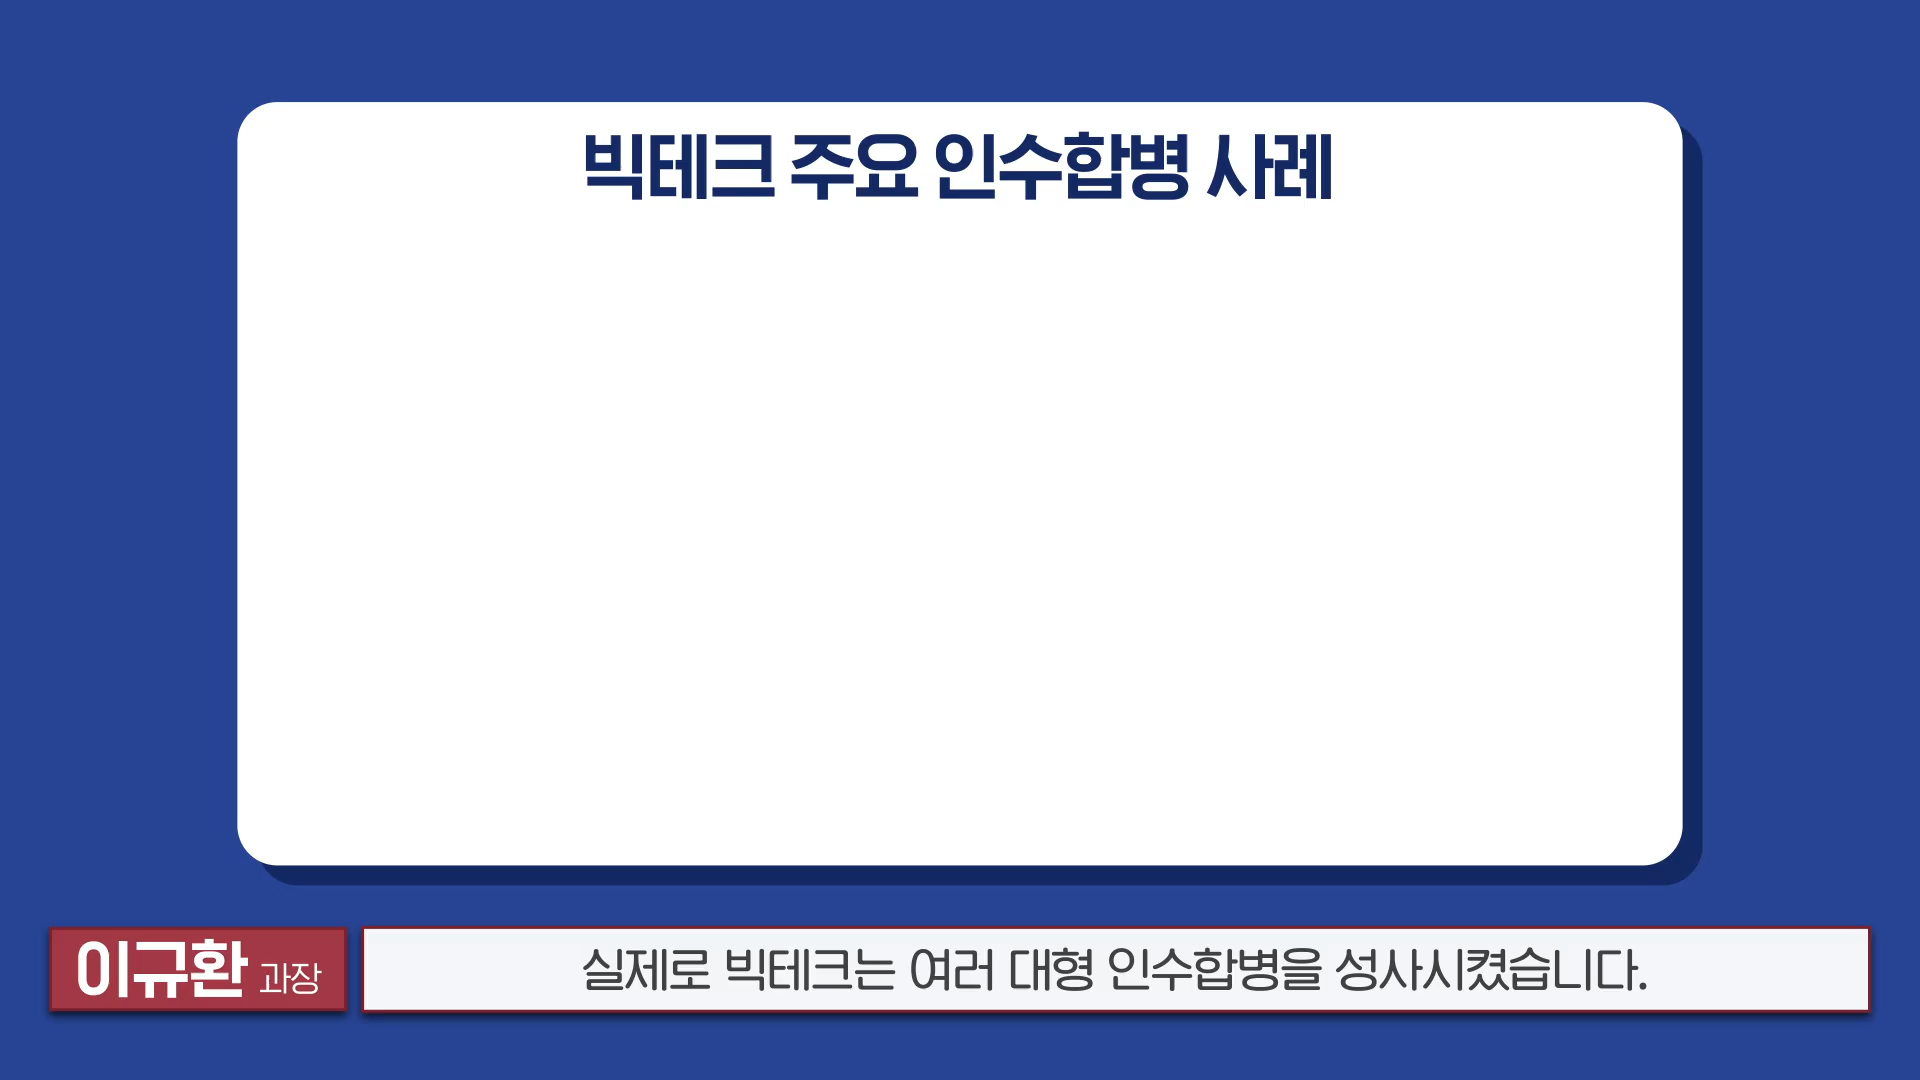 빅테크 주요 인수합병 사례
이규환 과장
실제로 빅테크는 여러 대형 인수합병을 성사시켰습니다.